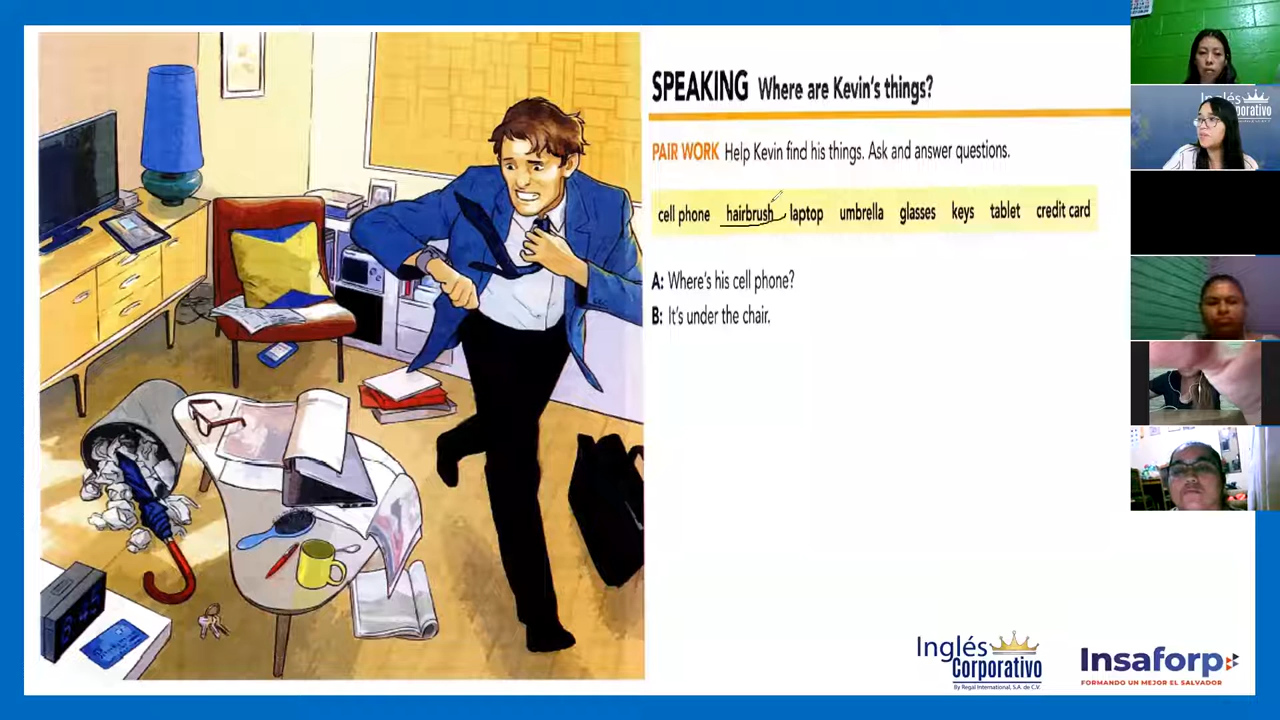 SPEAKING Where are Kevin's things?
PAIR WORK Help Kevin find his things. Ask and answer questions.
cell phone hairbrush laptop umbrella glasses keys tablet credit card
A: Where's his cell phone?
B: It's under the chair.
Inglés
Corporativo
By Regal International, S.A. de C.V.
Insaforp
FORMANDO UN MEJOR EL SALVADOR
Inglés
Corporativo